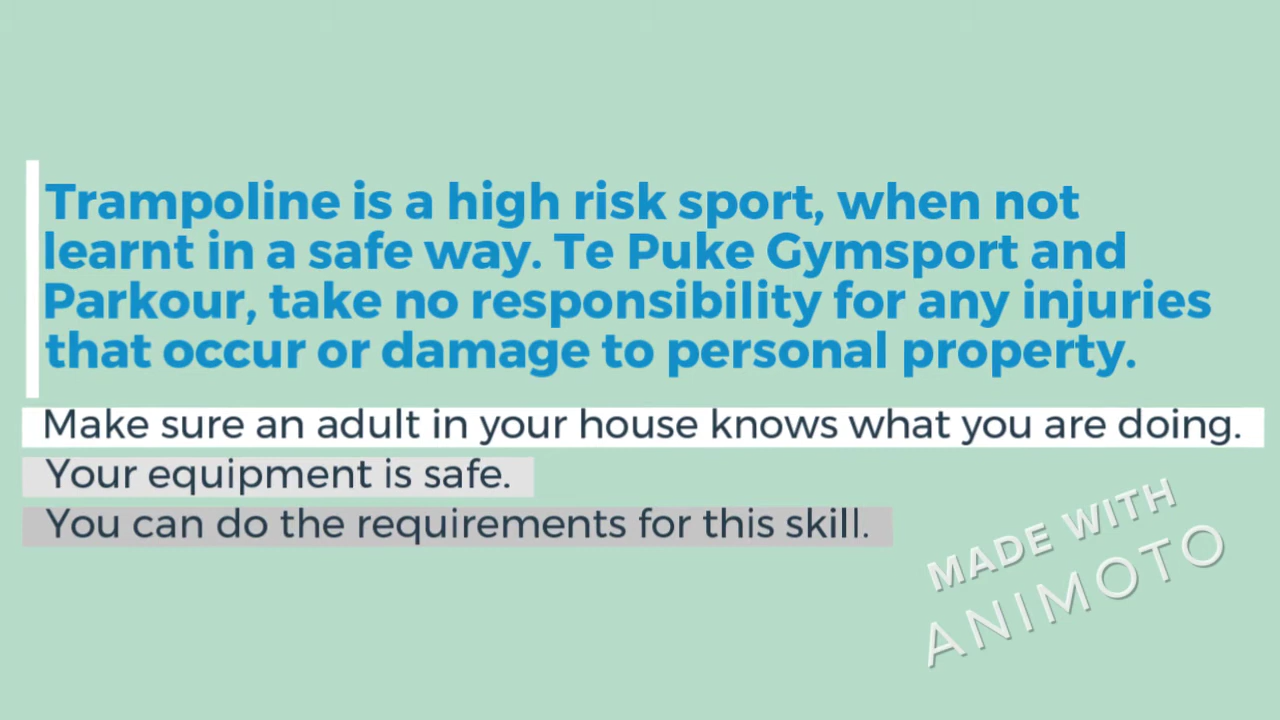 Trampoline is a high risk sport, when not
learnt in a safe way. Te Puke Gymsport and
Parkour, take no responsibility for any injuries
that occur or damage to personal property.
Make sure an adult in your house knows what you are doing.
Your equipment is safe.
You can do the requirements for this skill.
MADE WITH
ANIMOTO